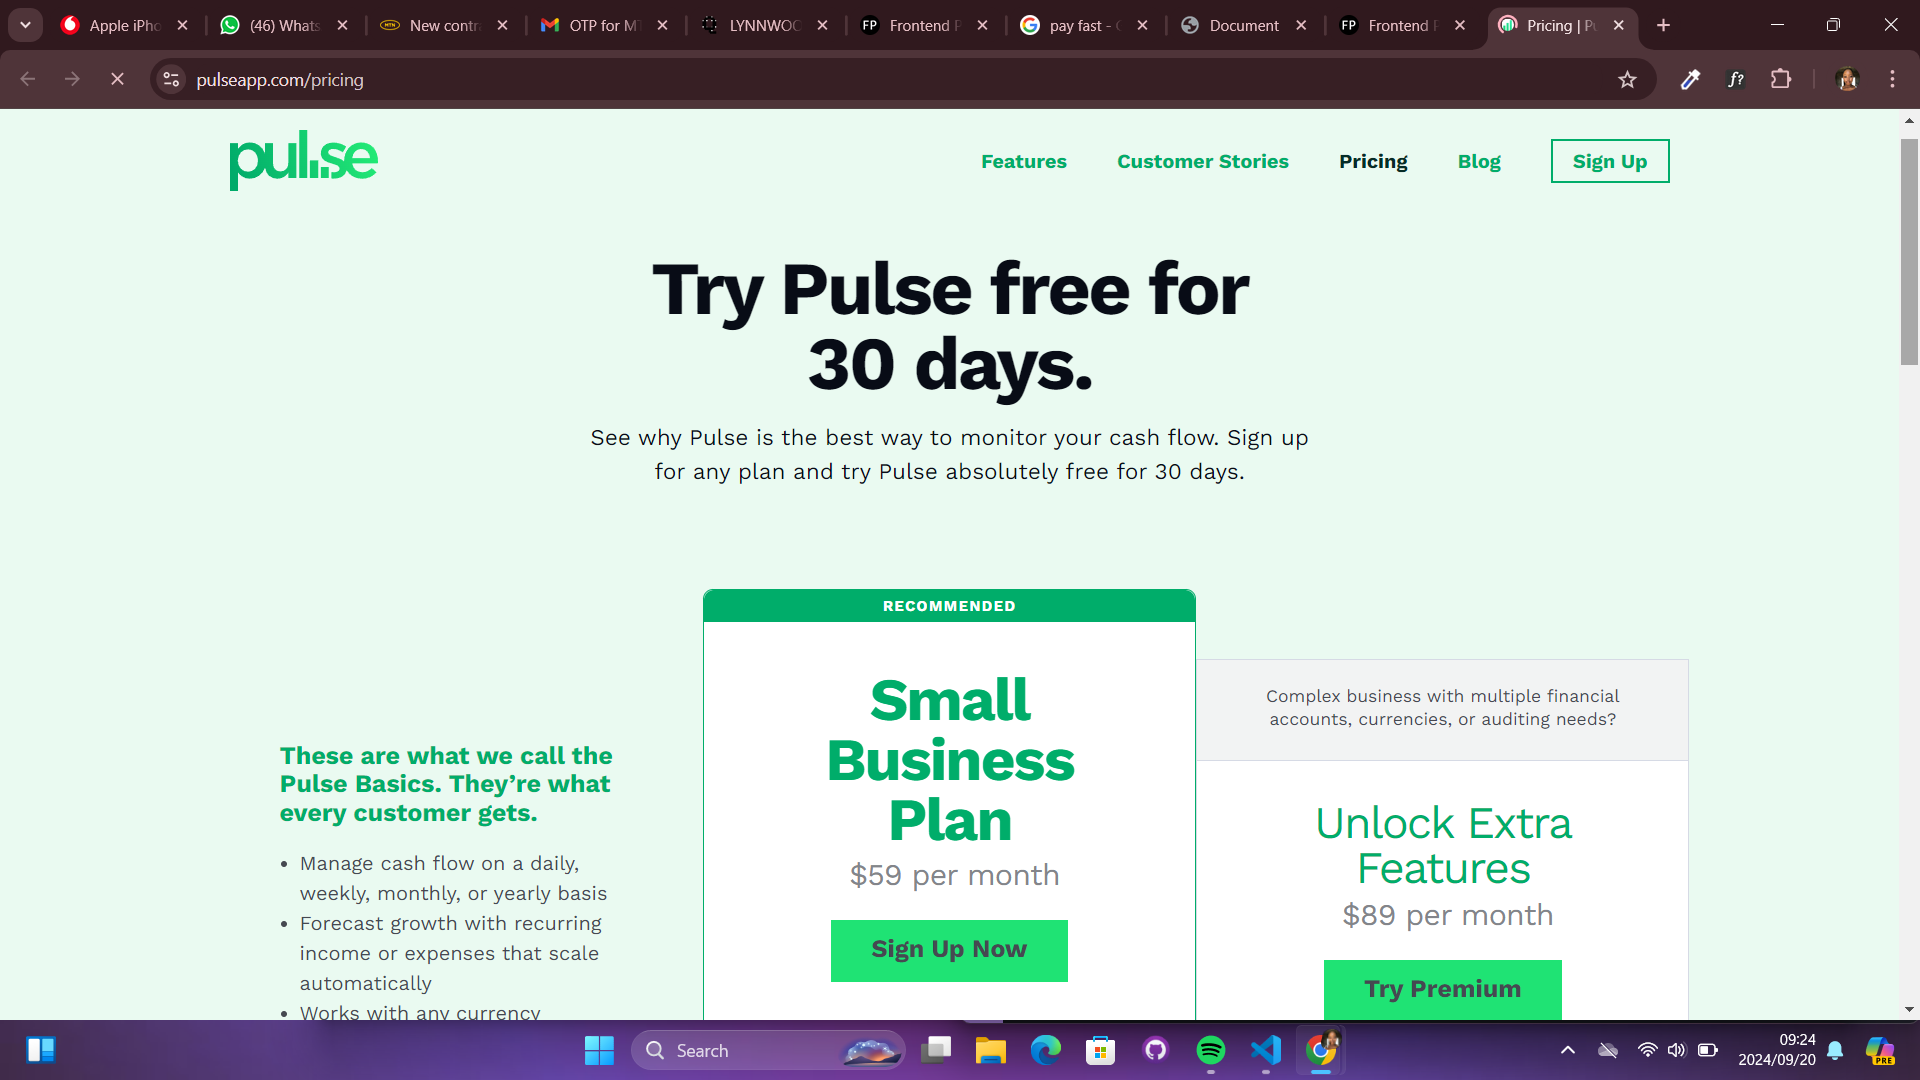 Apple iPho
(46) Whats
New contr
OTP for MT
LYNNWOO
Frontend P
pay fast - G
Document
Frontend P
Pricing | Pu
pulseapp.com/pricing
f?
pulse
Features
Customer Stories
Pricing
Blog
Sign Up
Try Pulse free for
30 days.
See why Pulse is the best way to monitor your cash flow. Sign up
for any plan and try Pulse absolutely free for 30 days.
RECOMMENDED
Small
Business
Plan
$59 per month
Sign Up Now
Complex business with multiple financial
accounts, currencies, or auditing needs?
Unlock Extra
Features
$89 per month
Try Premium
These are what we call the
Pulse Basics. They’re what
every customer gets.
• Manage cash flow on a daily,
weekly, monthly, or yearly basis
• Forecast growth with recurring
income or expenses that scale
automatically
• Works with any currency
Search
09:24
2024/09/20
PRE